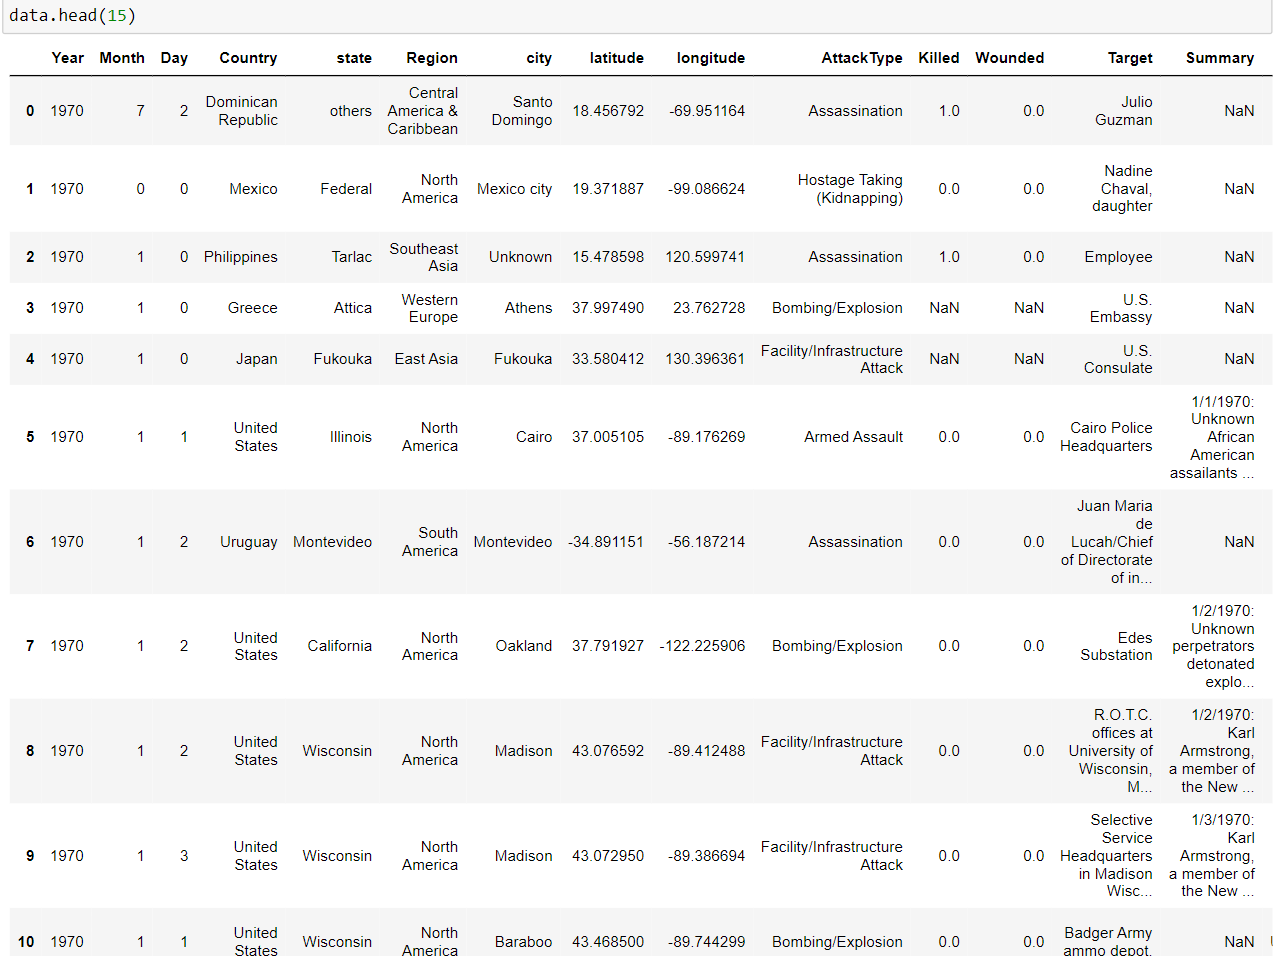 data.head(15)
Year Month Day Country state Region city latitude longitude AttackType Killed Wounded Target Summary
0 1970 7 2 Dominican Republic others Central America & Caribbean Santo Domingo 18.456792 -69.951164 Assassination 1.0 0.0 Julio Guzman NaN
1 1970 0 0 Mexico Federal North America Mexico city 19.371887 -99.086624 Hostage Taking (Kidnapping) 0.0 0.0 Nadine Chaval, daughter NaN
2 1970 1 0 Philippines Tarlac Southeast Asia Unknown 15.478598 120.599741 Assassination 1.0 0.0 Employee NaN
3 1970 1 0 Greece Attica Western Europe Athens 37.997490 23.762728 Bombing/Explosion NaN NaN U.S. Embassy NaN
4 1970 1 0 Japan Fukouka East Asia Fukouka 33.580412 130.396361 Facility/Infrastructure Attack NaN NaN U.S. Consulate NaN
5 1970 1 1 United States Illinois North America Cairo 37.005105 -89.176269 Armed Assault 0.0 0.0 Cairo Police Headquarters 1/1/1970: Unknown African American assailants ...
6 1970 1 2 Uruguay Montevideo South America Montevideo -34.891151 -56.187214 Assassination 0.0 0.0 Juan Maria de Lucah/Chief of Directorate of in... NaN
7 1970 1 2 United States California North America Oakland 37.791927 -122.225906 Bombing/Explosion 0.0 0.0 Edes Substation 1/2/1970: Unknown perpetrators detonated explo...
8 1970 1 2 United States Wisconsin North America Madison 43.076592 -89.412488 Facility/Infrastructure Attack 0.0 0.0 R.O.T.C. offices at University of Wisconsin, M... 1/2/1970: Karl Armstrong, a member of the New ...
9 1970 1 3 United States Wisconsin North America Madison 43.072950 -89.386694 Facility/Infrastructure Attack 0.0 0.0 Selective Service Headquarters in Madison Wisc... 1/3/1970: Karl Armstrong, a member of the New ...
10 1970 1 1 United States Wisconsin North America Baraboo 43.468500 -89.744299 Bombing/Explosion 0.0 0.0 Badger Army ammo depot. NaN